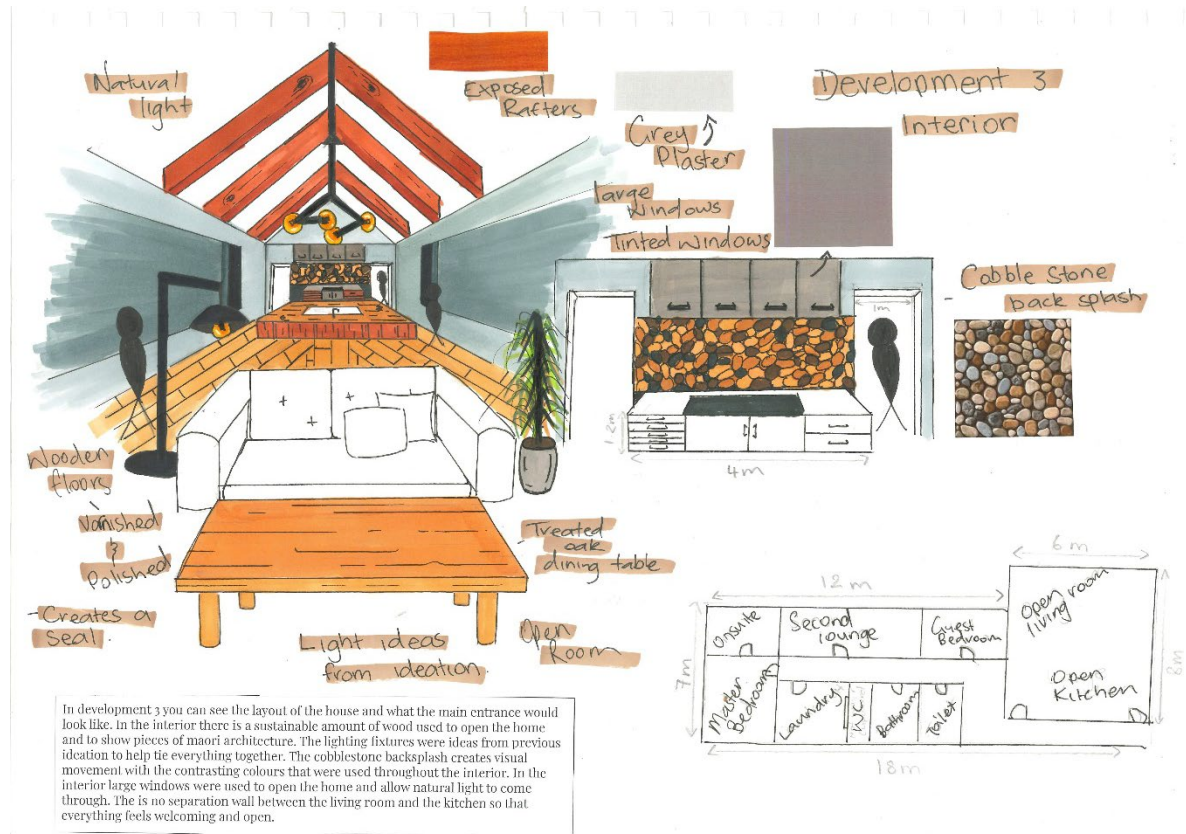 Natural
light
Exposed
Rafters
Grey
Plaster
Development 3
Interior
large
windows
Tinted windows
Cobble Stone
back splash
1m
1.2m
4m
Wooden
floors
Varnished
&
Polished
- Creates a
Seal.
Treated
oak
dining table
Light ideas
from ideation
Open
Room
6m
12m
7m
8m
18m
Onsuite
Second
lounge
Guest
Bedroom
Open room
living
Open
Kitchen
Master
Bedroom
Laundry
WC
Bathroom
Toilet
In development 3 you can see the layout of the house and what the main entrance would
look like. In the interior there is a sustainable amount of wood used to open the home
and to show pieces of maori architecture. The lighting fixtures were ideas from previous
ideation to help tie everything together. The cobblestone backsplash creates visual
movement with the contrasting colours that were used throughout the interior. In the
interior large windows were used to open the home and allow natural light to come
through. The is no separation wall between the living room and the kitchen so that
everything feels welcoming and open.